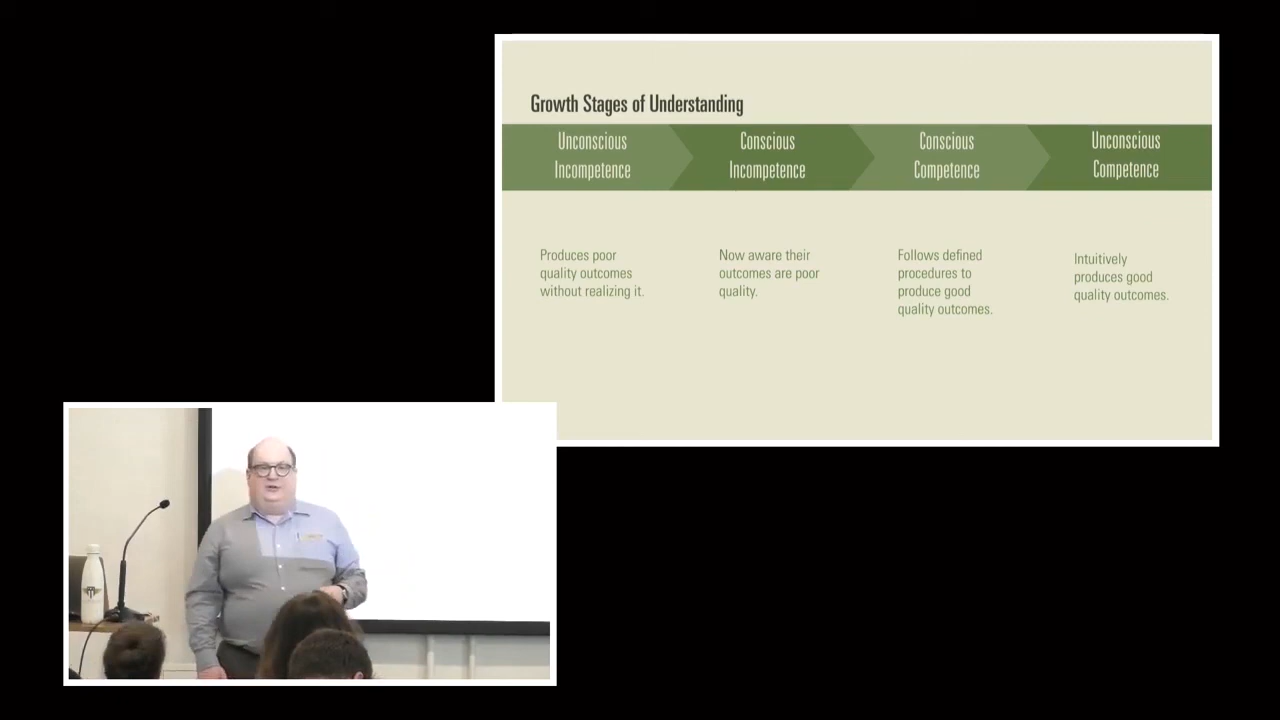 Growth Stages of Understanding
Unconscious
Incompetence
Conscious
Incompetence
Conscious
Competence
Unconscious
Competence
Produces poor
quality outcomes
without realizing it.
Now aware their
outcomes are poor
quality.
Follows defined
procedures to
produce good
quality outcomes.
Intuitively
produces good
quality outcomes.